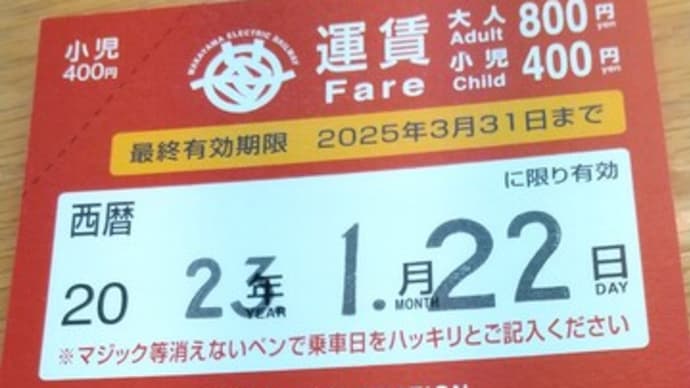 小児
400円
WAKAYAMA ELECTRIC RAILWAY
運賃
Fare
大人 800円
Adult yen
小児 400円
Child yen
最終有効期限 2025年3月31日まで
に限り有効
西暦
20 23年 1.月 22日
YEAR MONTH DAY
※マジック等消えないペンで乗車日をハッキリとご記入ください